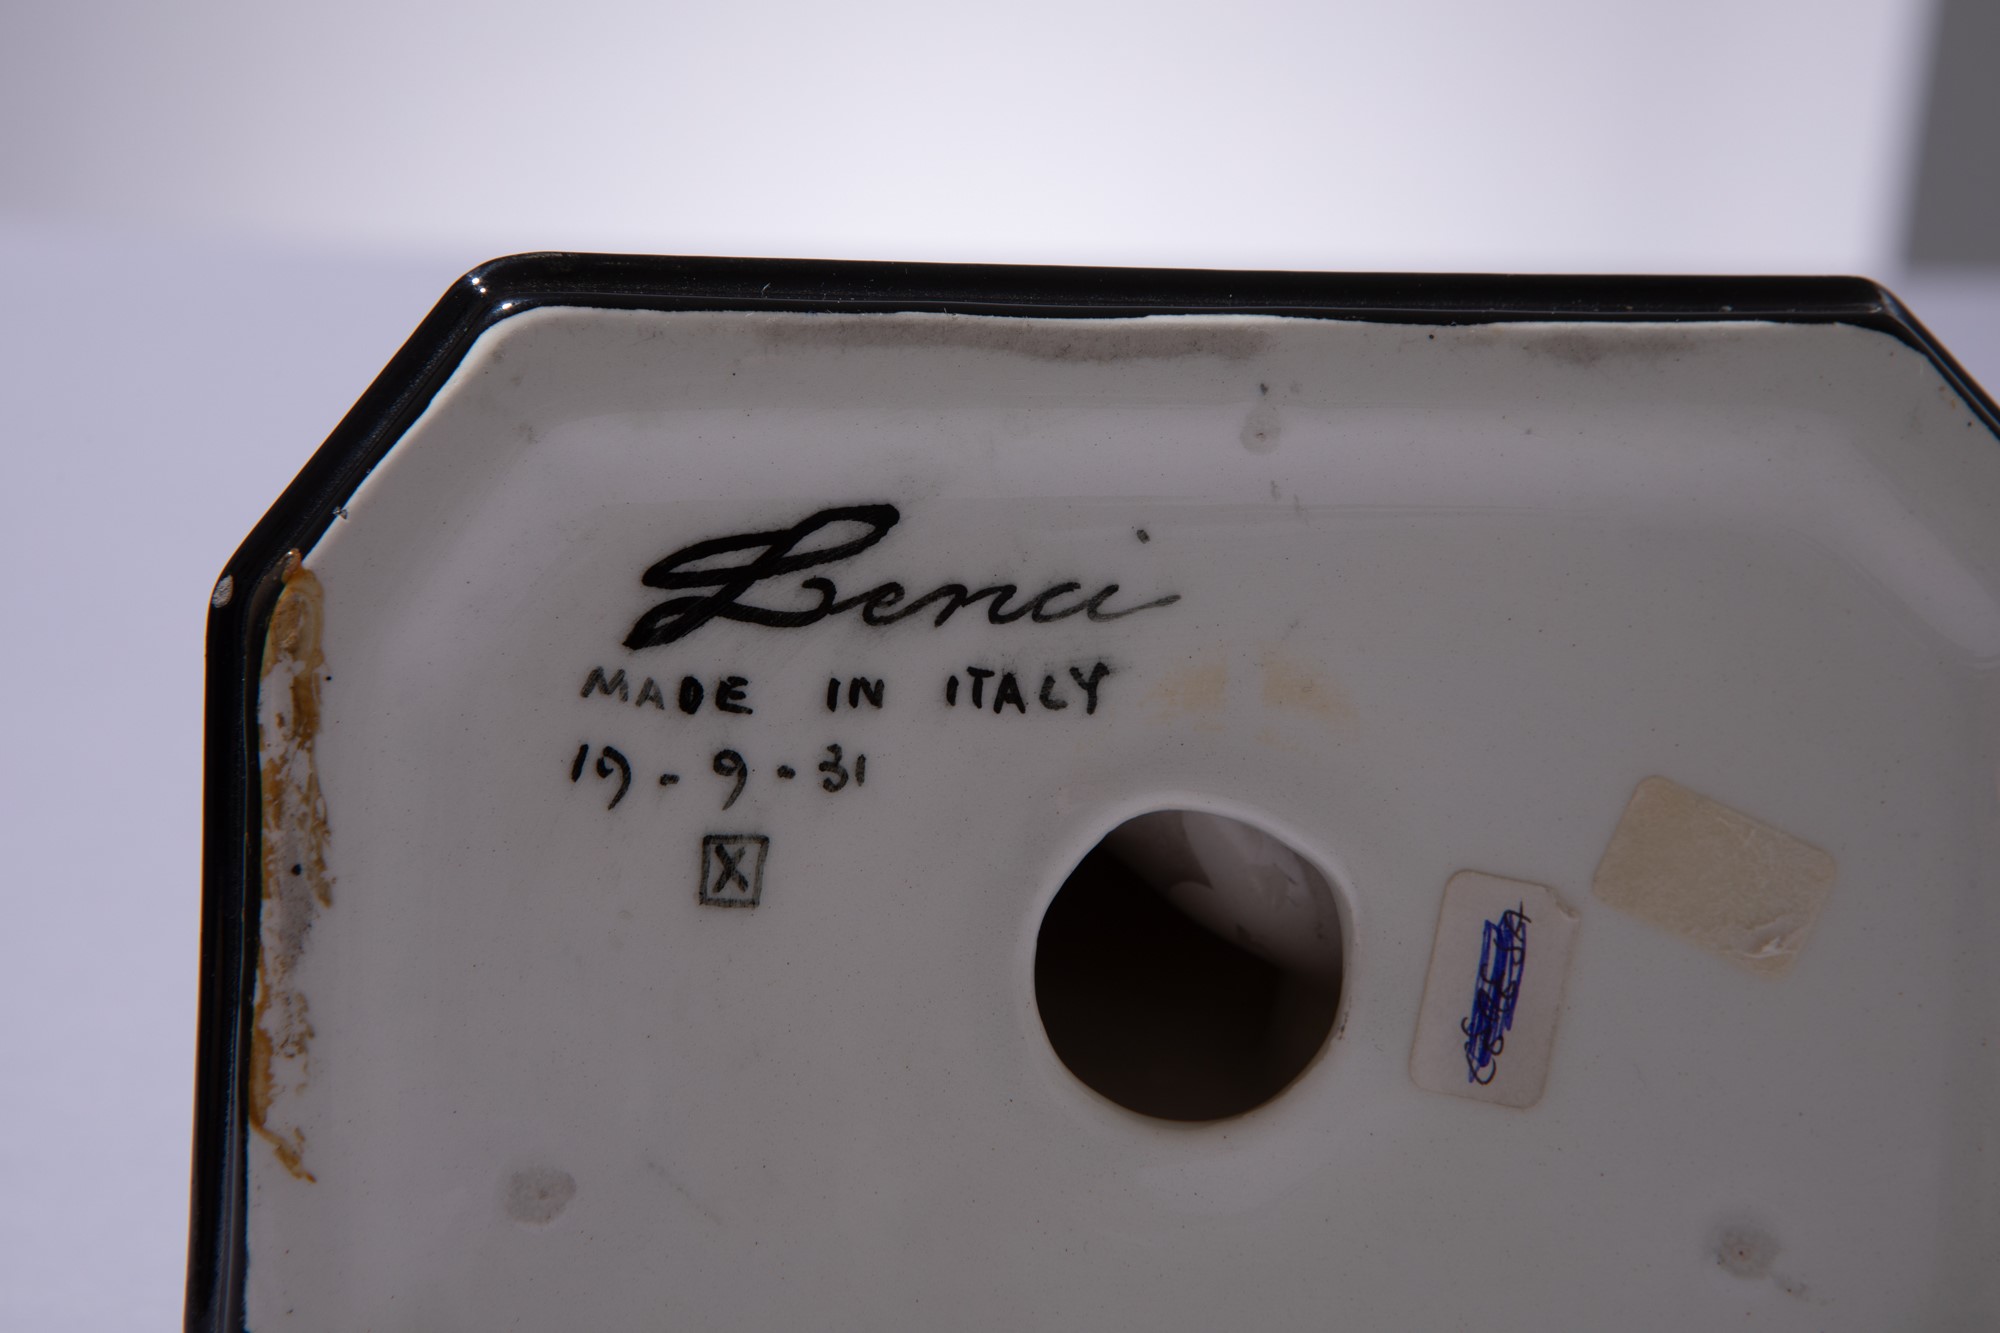 Lenci
MADE IN ITALY
19-9-31
X